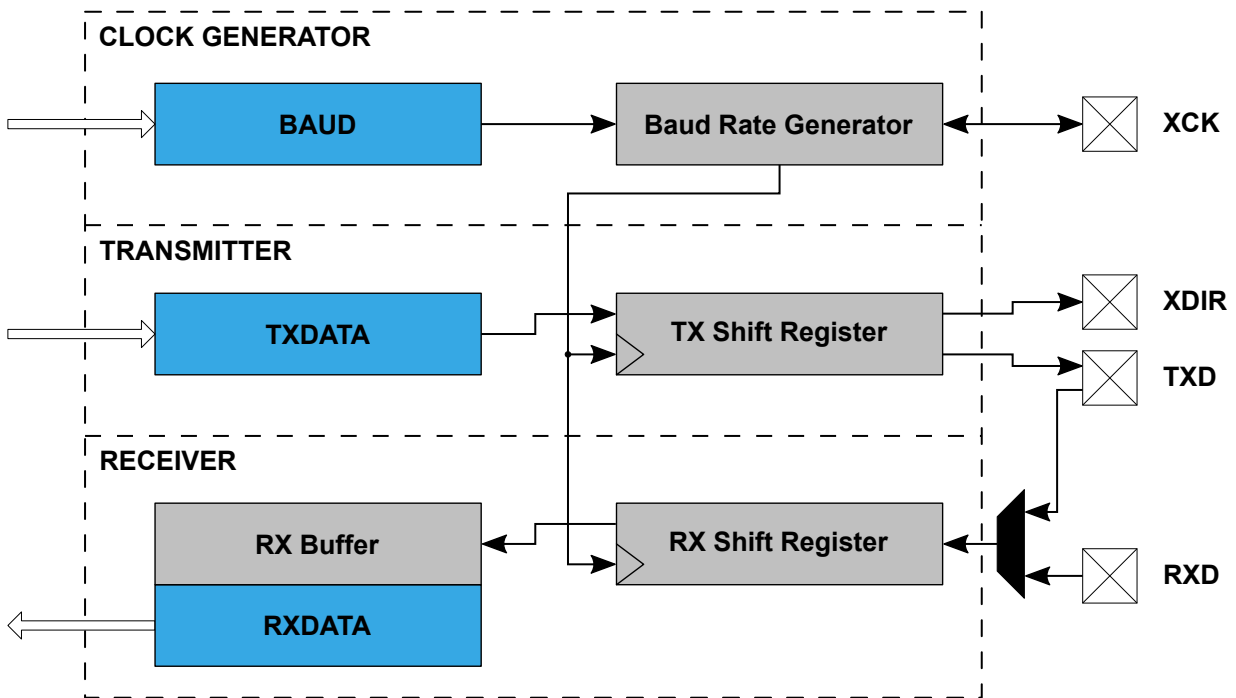 CLOCK GENERATOR
BAUD
Baud Rate Generator
XCK
TRANSMITTER
TXDATA
TX Shift Register
XDIR
TXD
RECEIVER
RX Buffer
RX Shift Register
RXD
RXDATA